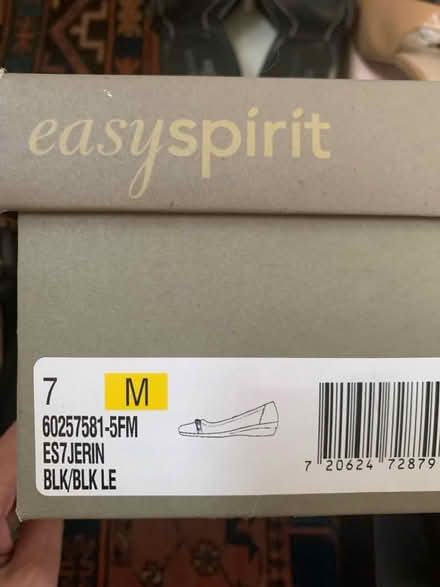 easyspirit
7 M
60257581-5FM
ES7JERIN
BLK/BLK LE
7 20624 72879